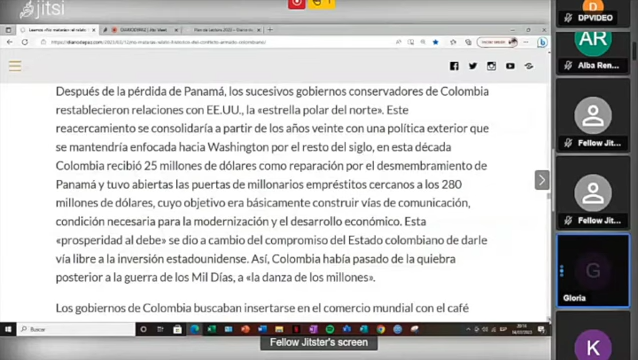 jitsi
DPVIDEO
AR
Alba Ren...
Después de la pérdida de Panamá, los sucesivos gobiernos conservadores de Colombia
restablecieron relaciones con EE.UU., la «estrella polar del norte». Este
reacercamiento se consolidaría a partir de los años veinte con una política exterior que
se mantendría enfocada hacia Washington por el resto del siglo, en esta década
Colombia recibió 25 millones de dólares como reparación por el desmembramiento de
Panamá y tuvo abiertas las puertas de millonarios empréstitos cercanos a los 280
millones de dólares, cuyo objetivo era básicamente construir vías de comunicación,
condición necesaria para la modernización y el desarrollo económico. Esta
«prosperidad al debe» se dio a cambio del compromiso del Estado colombiano de darle
vía libre a la inversión estadounidense. Así, Colombia había pasado de la quiebra
posterior a la guerra de los Mil Días, a «la danza de los millones».
Los gobiernos de Colombia buscaban insertarse en el comercio mundial con el café
Fellow Jit...
Fellow Jit...
G
Gloria
K
Buscar
Fellow Jitster's screen